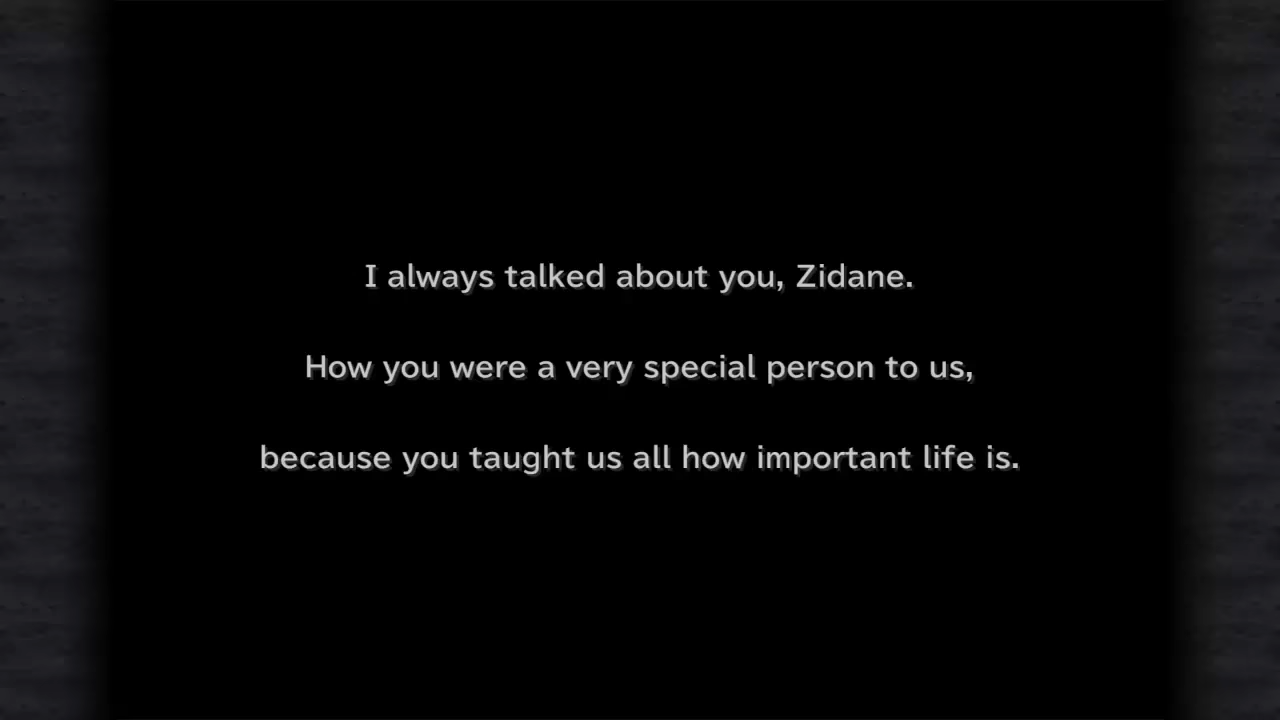 I always talked about you, Zidane.
How you were a very special person to us,
because you taught us all how important life is.